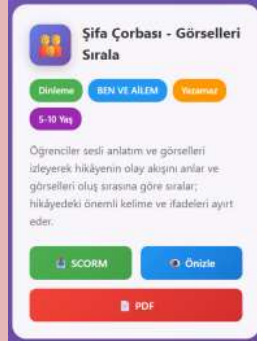 Şifa Çorbası - Görselleri
Sırala
Dinleme
BEN VE AİLEM
Yazamaz
5-10 Yaş
Öğrenciler sesli anlatım ve görselleri
izleyerek hikâyenin olay akışını anlar ve
görselleri oluş sırasına göre sıralar;
hikâyedeki önemli kelime ve ifadeleri ayırt
eder.
SCORM
Önizle
PDF